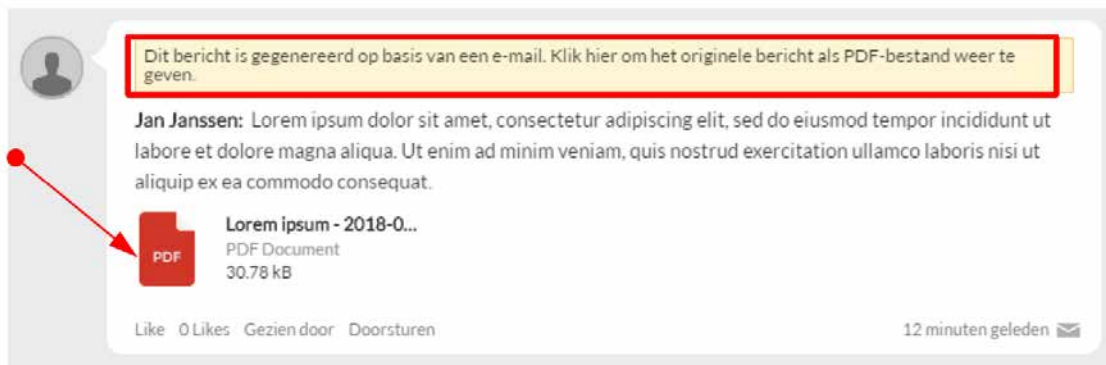 Dit bericht is gegenereerd op basis van een e-mail. Klik hier om het originele bericht als PDF-bestand weer te
geven.
Jan Janssen: Lorem ipsum dolor sit amet, consectetur adipiscing elit, sed do eiusmod tempor incididunt ut
labore et dolore magna aliqua. Ut enim ad minim veniam, quis nostrud exercitation ullamco laboris nisi ut
aliquip ex ea commodo consequat.
Lorem ipsum - 2018-0...
PDF
PDF Document
30.78 kB
Like 0 Likes Gezien door Doorsturen 12 minuten geleden